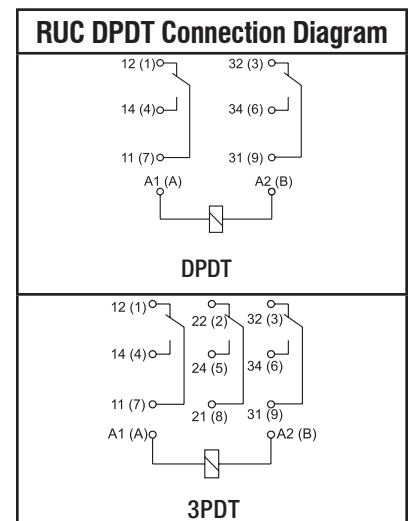 RUC DPDT Connection Diagram
12 (1) 32 (3)
14 (4) 34 (6)
11 (7) 31 (9)
A1 (A) A2 (B)
DPDT
12 (1) 22 (2) 32 (3)
14 (4) 24 (5) 34 (6)
11 (7) 21 (8) 31 (9)
A1 (A) A2 (B)
3PDT